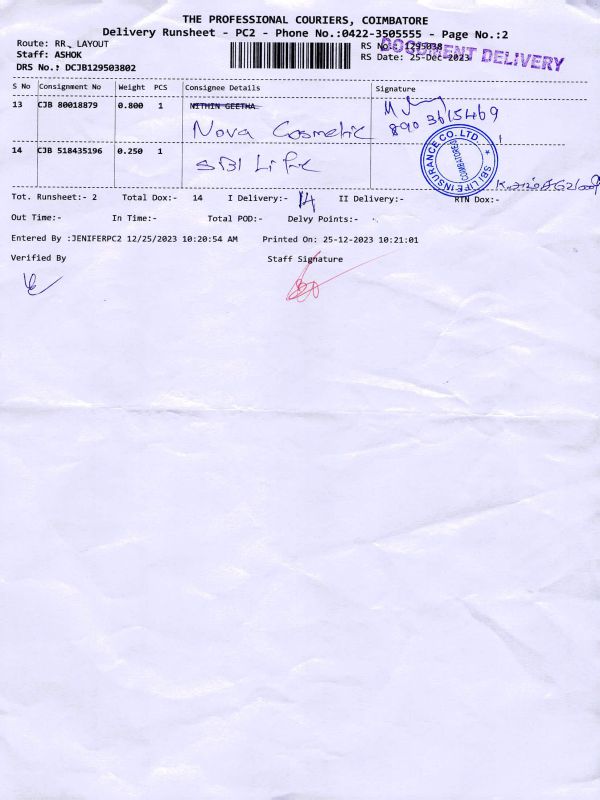 THE PROFESSIONAL COURIERS, COIMBATORE
Delivery Runsheet - PC2 - Phone No.:0422-3505555 - Page No.:2
Route: RR_ LAYOUT RS No.: 1295038
DOCUMENT DELIVERY
Staff: ASHOK RS Date: 25-Dec-2023
DRS No.: DCJB129503802
S No Consignment No Weight PCS Consignee Details Signature
13 CJB 80018879 0.800 1 NITHIN GEETHA
Nova Cosmetic 890 3615469
14 CJB 518435196 0.250 1
SBI Life
SBI LIFE INSURANCE CO. LTD
COIMBATORE
Tot. Runsheet:- 2 Total Dox:- 14 I Delivery:- 14 II Delivery:- RTN Dox:-
Out Time:- In Time:- Total POD:- Delvy Points:-
Entered By :JENIFERPC2 12/25/2023 10:20:54 AM Printed On: 25-12-2023 10:21:01
Verified By Staff Signature